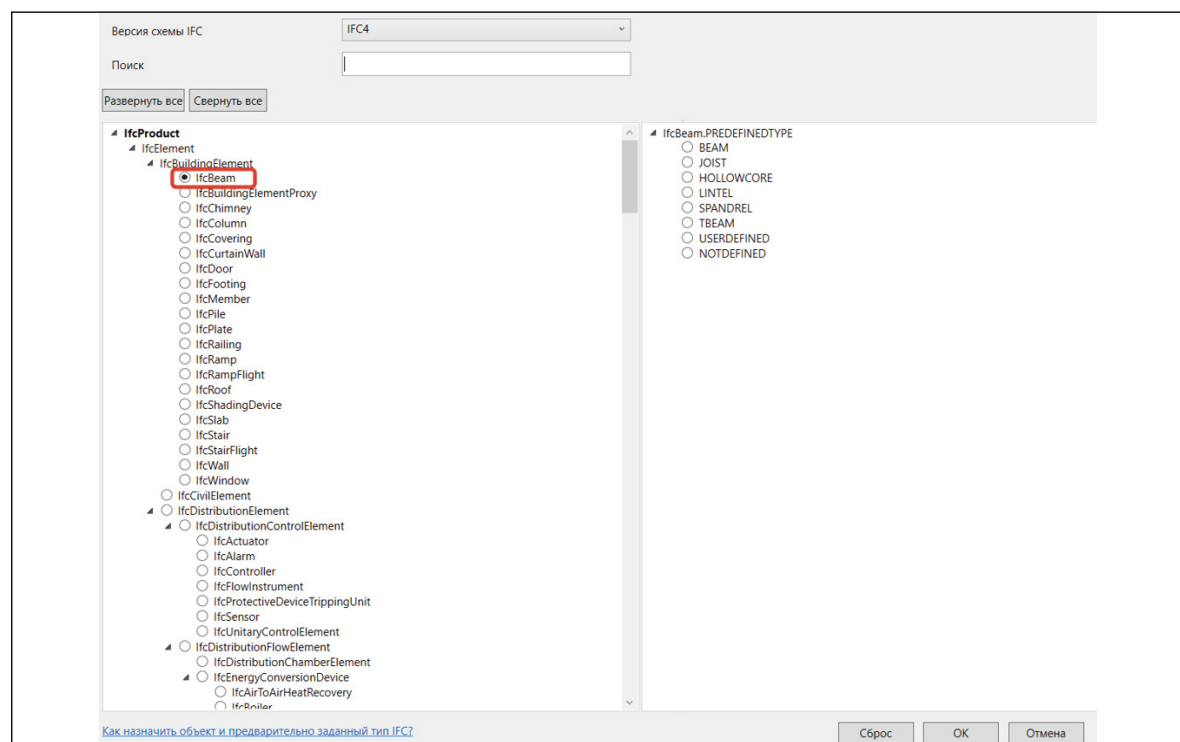 Версия схемы IFC
IFC4
Поиск
Развернуть все
Свернуть все
IfcProduct
IfcElement
IfcBuildingElement
IfcBeam
IfcBuildingElementProxy
IfcChimney
IfcColumn
IfcCovering
IfcCurtainWall
IfcDoor
IfcFooting
IfcMember
IfcPile
IfcPlate
IfcRailing
IfcRamp
IfcRampFlight
IfcRoof
IfcShadingDevice
IfcSlab
IfcStair
IfcStairFlight
IfcWall
IfcWindow
IfcCivilElement
IfcDistributionElement
IfcDistributionControlElement
IfcActuator
IfcAlarm
IfcController
IfcFlowInstrument
IfcProtectiveDeviceTrippingUnit
IfcSensor
IfcUnitaryControlElement
IfcDistributionFlowElement
IfcDistributionChamberElement
IfcEnergyConversionDevice
IfcAirToAirHeatRecovery
IfcBoiler
IfcBeam.PREDEFINEDTYPE
BEAM
JOIST
HOLLOWCORE
LINTEL
SPANDREL
TBEAM
USERDEFINED
NOTDEFINED
Как назначить объект и предварительно заданный тип IFC?
Сброс
OK
Отмена